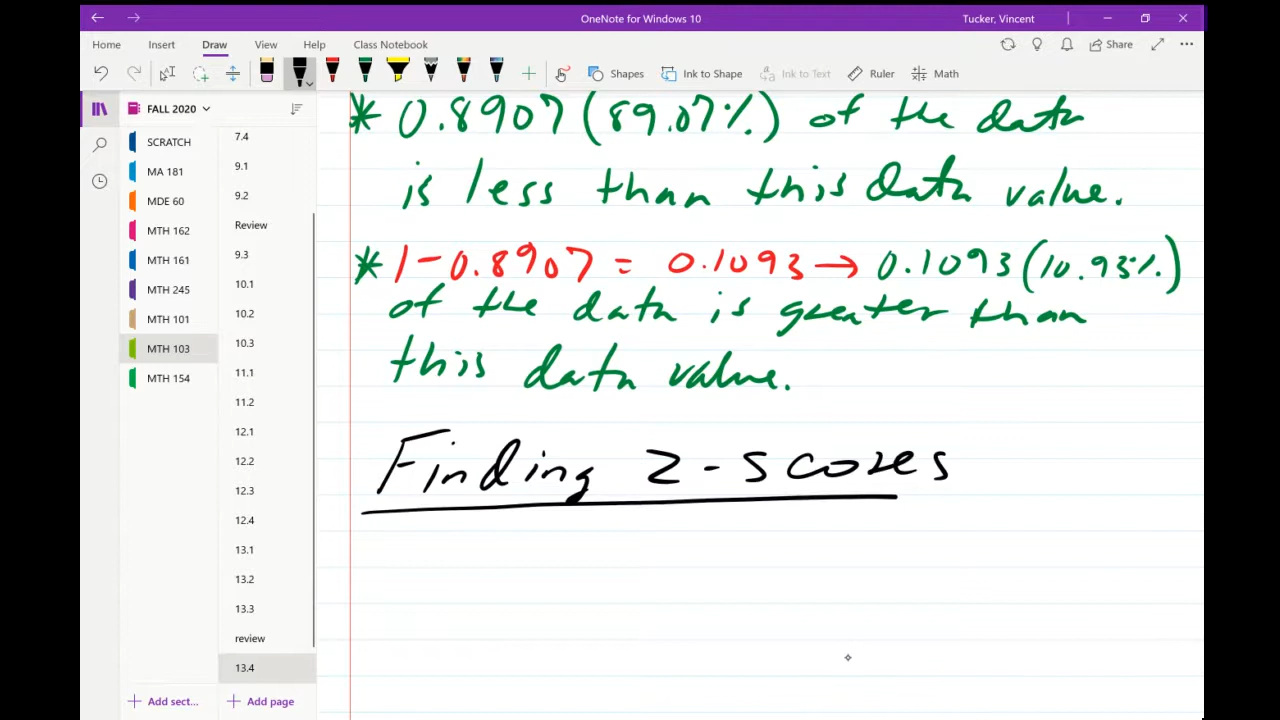 OneNote for Windows 10
Tucker, Vincent
Home Insert Draw View Help Class Notebook
Share
Shapes Ink to Shape Ink to Text Ruler Math
FALL 2020
SCRATCH
MA 181
MDE 60
MTH 162
MTH 161
MTH 245
MTH 101
MTH 103
MTH 154
Add sect...
7.4
9.1
9.2
Review
9.3
10.1
10.2
10.3
11.1
11.2
12.1
12.2
12.3
12.4
13.1
13.2
13.3
review
13.4
Add page
* 0.8907 (89.07%) of the data
is less than this data value.
* 1-0.8907 = 0.1093 → 0.1093 (10.93%)
of the data is greater than
this data value.
Finding z-scores